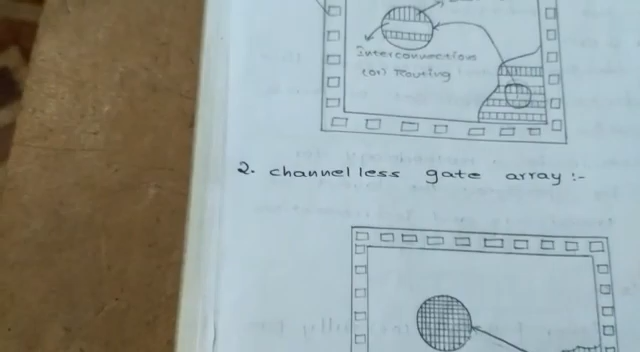 Interconnection
(or) Routing
2. channel less gate array :-